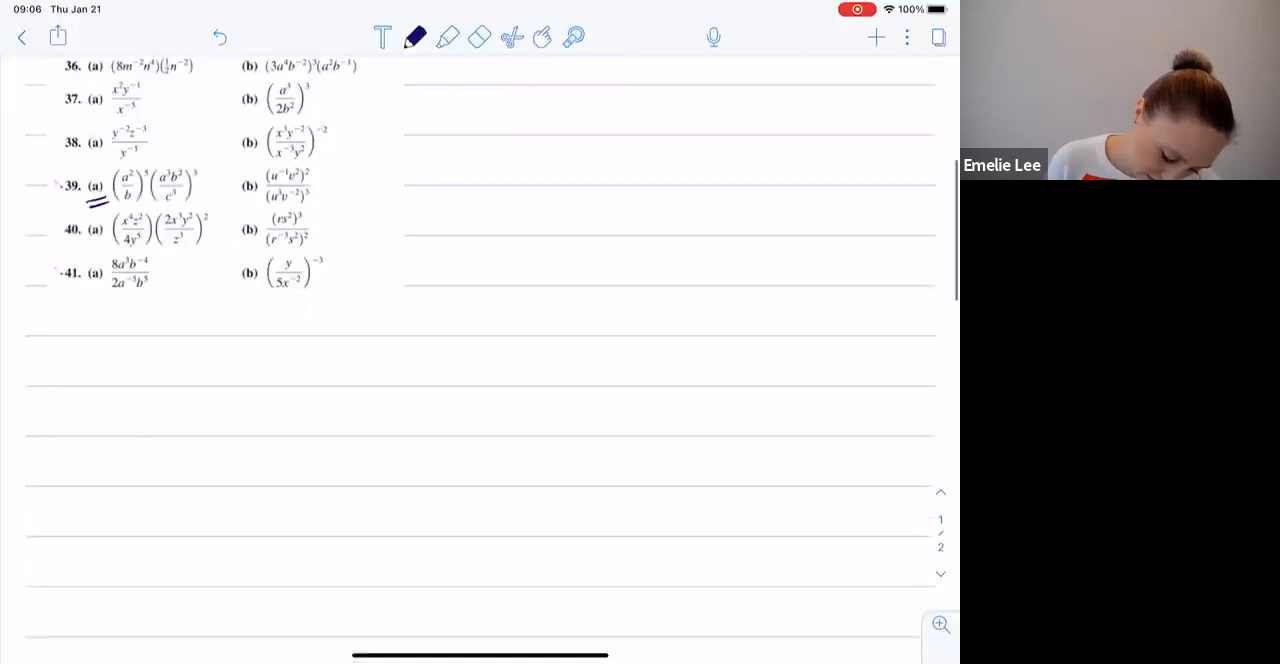 09:06 Thu Jan 21 100%
36. (a) (8m⁻²n⁴)(½n⁻²) (b) (3a⁴b⁻²)³(a²b⁻¹)
37. (a) x²y⁻¹/x⁻⁵ (b) (a³/2b²)³
38. (a) y⁻²z⁻³/y⁻¹ (b) (x³y⁻²/x⁻³y²)⁻²
39. (a) (a²/b)⁵(a³b²/c³)³ (b) (u⁻¹v²)²/(u³v⁻²)³
40. (a) (x⁴z²/4y⁵)(2x³y²/z³)² (b) (rs²)³/(r⁻³s²)²
41. (a) 8a³b⁻⁴/2a⁻⁵b⁵ (b) (y/5x⁻²)⁻³
1
/
2
Emelie Lee